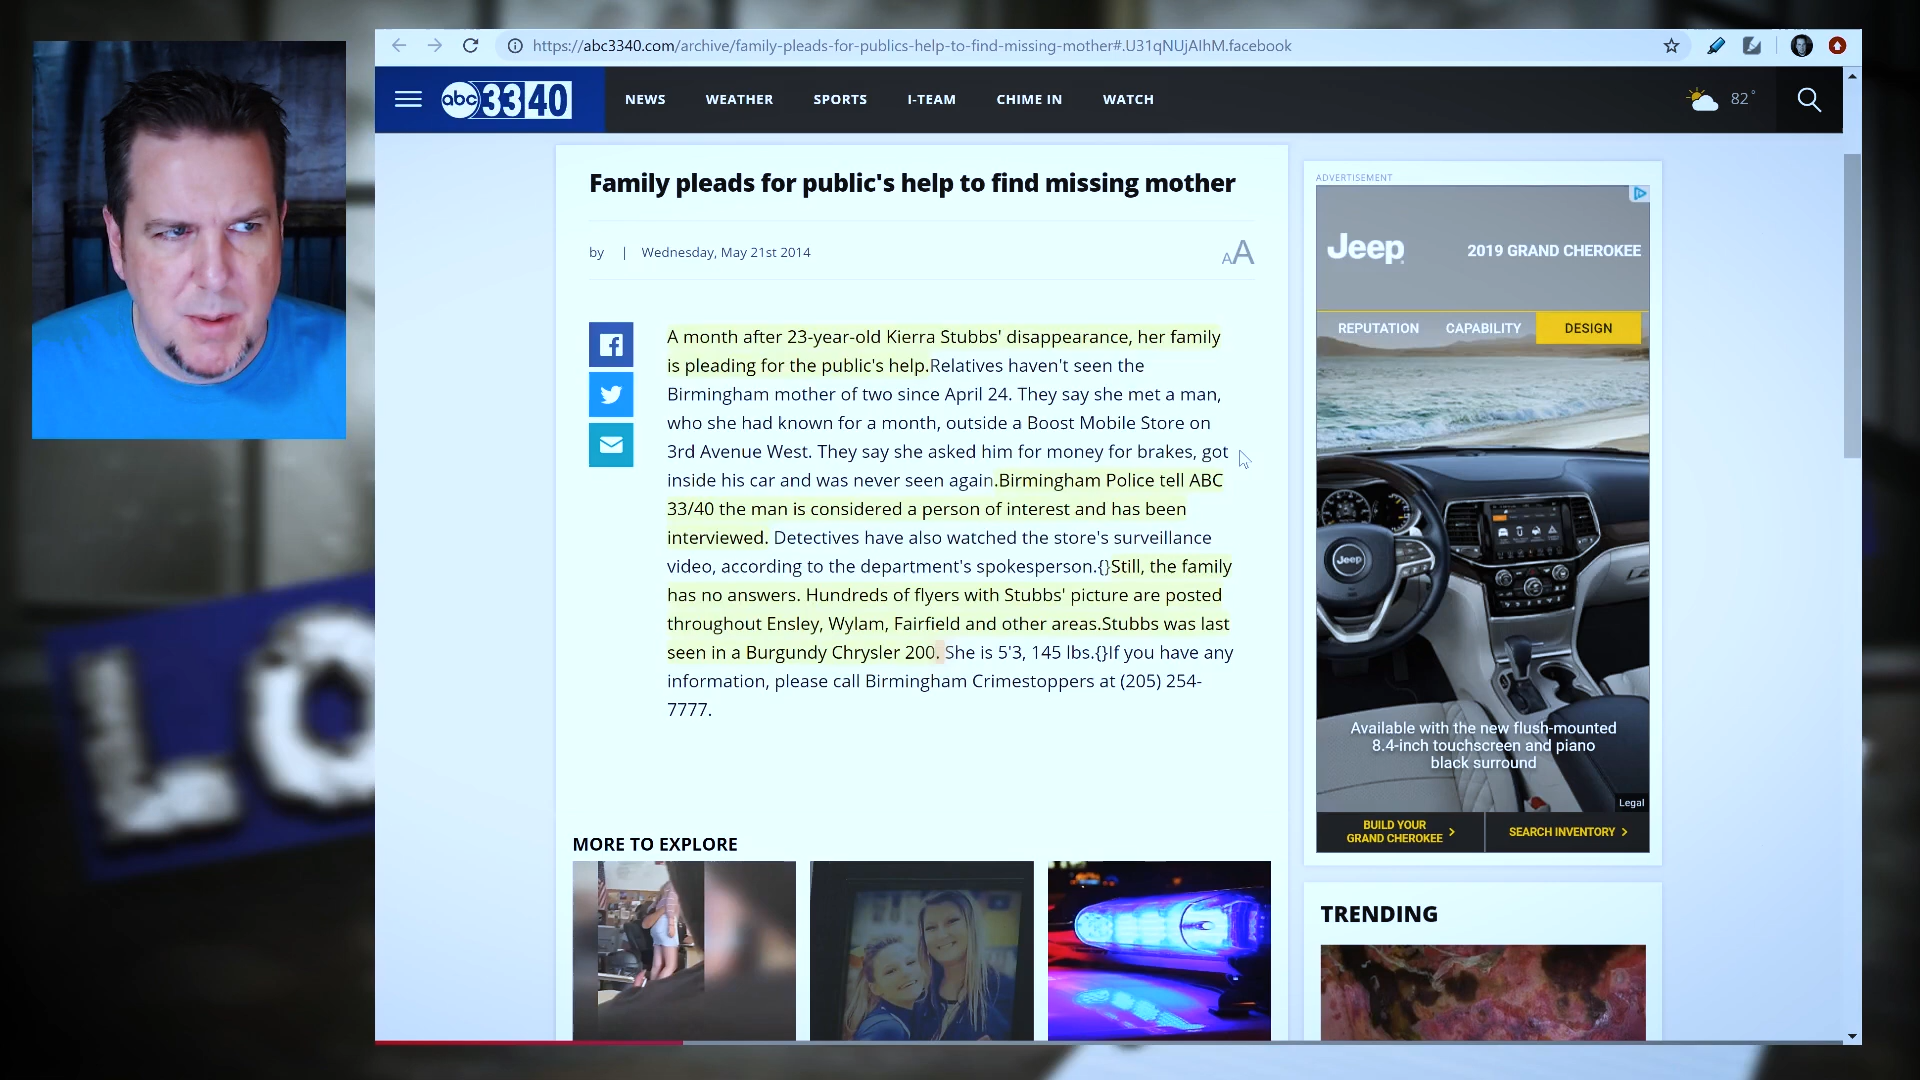 https://abc3340.com/archive/family-pleads-for-publics-help-to-find-missing-mother#.U31qNUjAIhM.facebook
abc 33 40
NEWS
WEATHER
SPORTS
I-TEAM
CHIME IN
WATCH
82°
Family pleads for public's help to find missing mother
by | Wednesday, May 21st 2014
AA
A month after 23-year-old Kierra Stubbs' disappearance, her family
is pleading for the public's help.Relatives haven't seen the
Birmingham mother of two since April 24. They say she met a man,
who she had known for a month, outside a Boost Mobile Store on
3rd Avenue West. They say she asked him for money for brakes, got
inside his car and was never seen again.Birmingham Police tell ABC
33/40 the man is considered a person of interest and has been
interviewed. Detectives have also watched the store's surveillance
video, according to the department's spokesperson.{}Still, the family
has no answers. Hundreds of flyers with Stubbs' picture are posted
throughout Ensley, Wylam, Fairfield and other areas.Stubbs was last
seen in a Burgundy Chrysler 200. She is 5'3, 145 lbs.{}If you have any
information, please call Birmingham Crimestoppers at (205) 254-
7777.
MORE TO EXPLORE
ADVERTISEMENT
Jeep
2019 GRAND CHEROKEE
REPUTATION
CAPABILITY
DESIGN
Jeep
Available with the new flush-mounted
8.4-inch touchscreen and piano
black surround
Legal
BUILD YOUR
GRAND CHEROKEE >
SEARCH INVENTORY >
TRENDING
LO